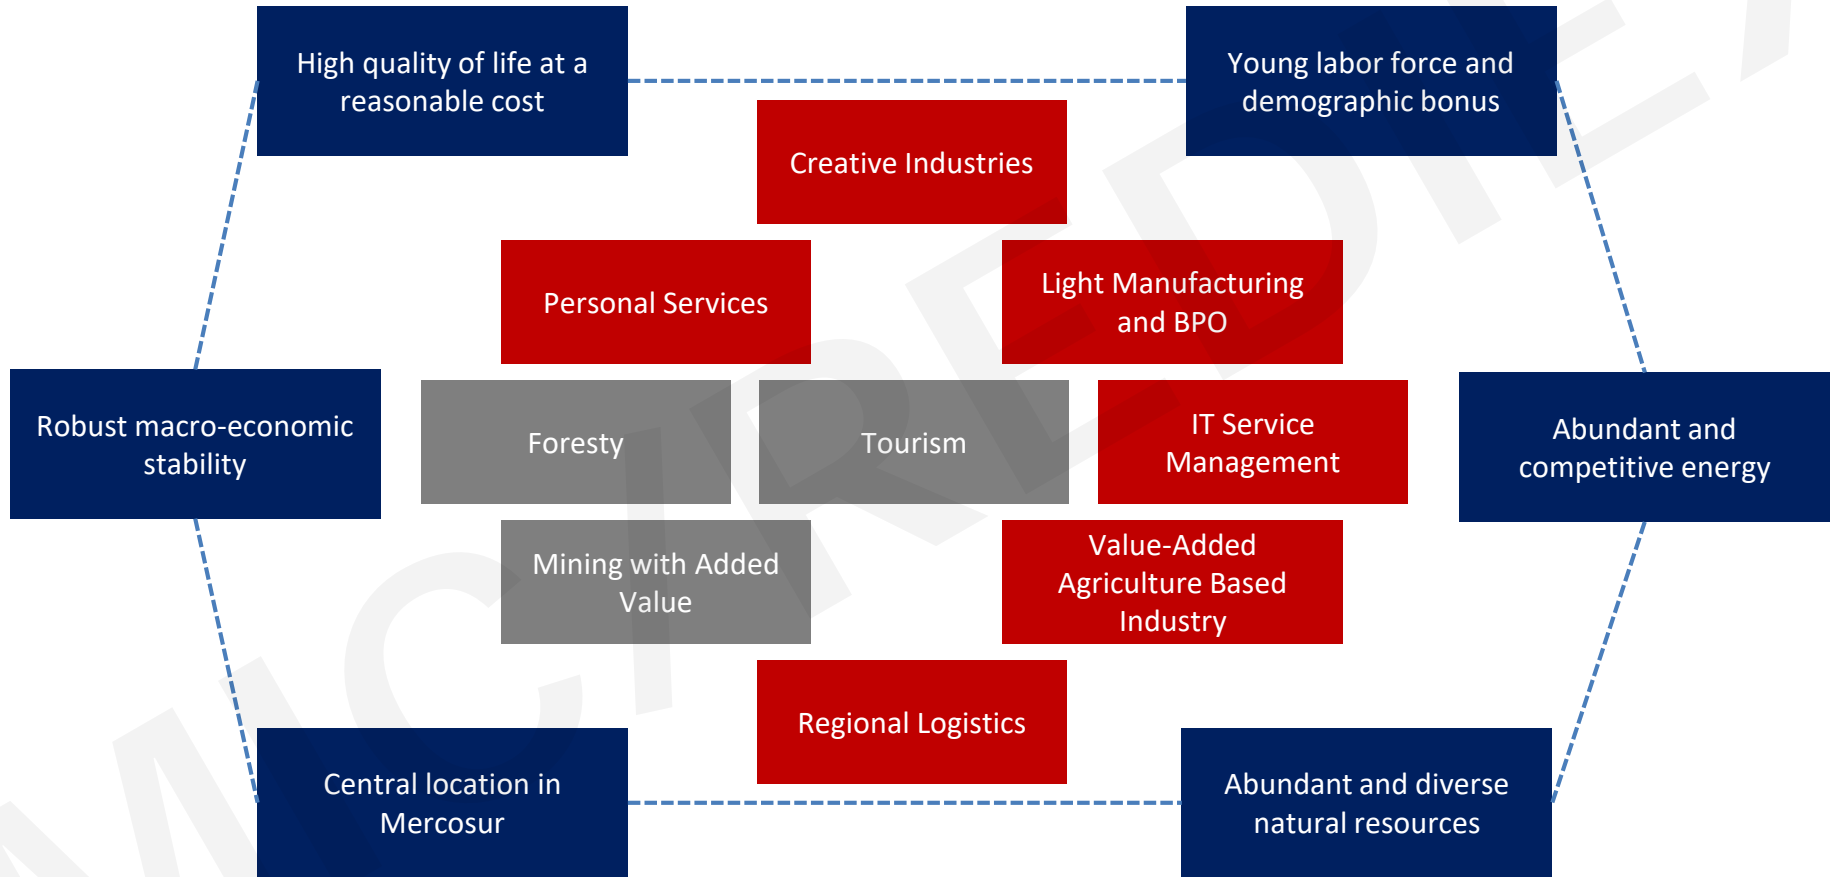 High quality of life at a
reasonable cost
Young labor force and
demographic bonus
Creative Industries
Personal Services
Light Manufacturing
and BPO
Robust macro-economic
stability
Foresty
Tourism
IT Service
Management
Abundant and
competitive energy
Mining with Added
Value
Value-Added
Agriculture Based
Industry
Regional Logistics
Central location in
Mercosur
Abundant and diverse
natural resources
MIC/REDIEX